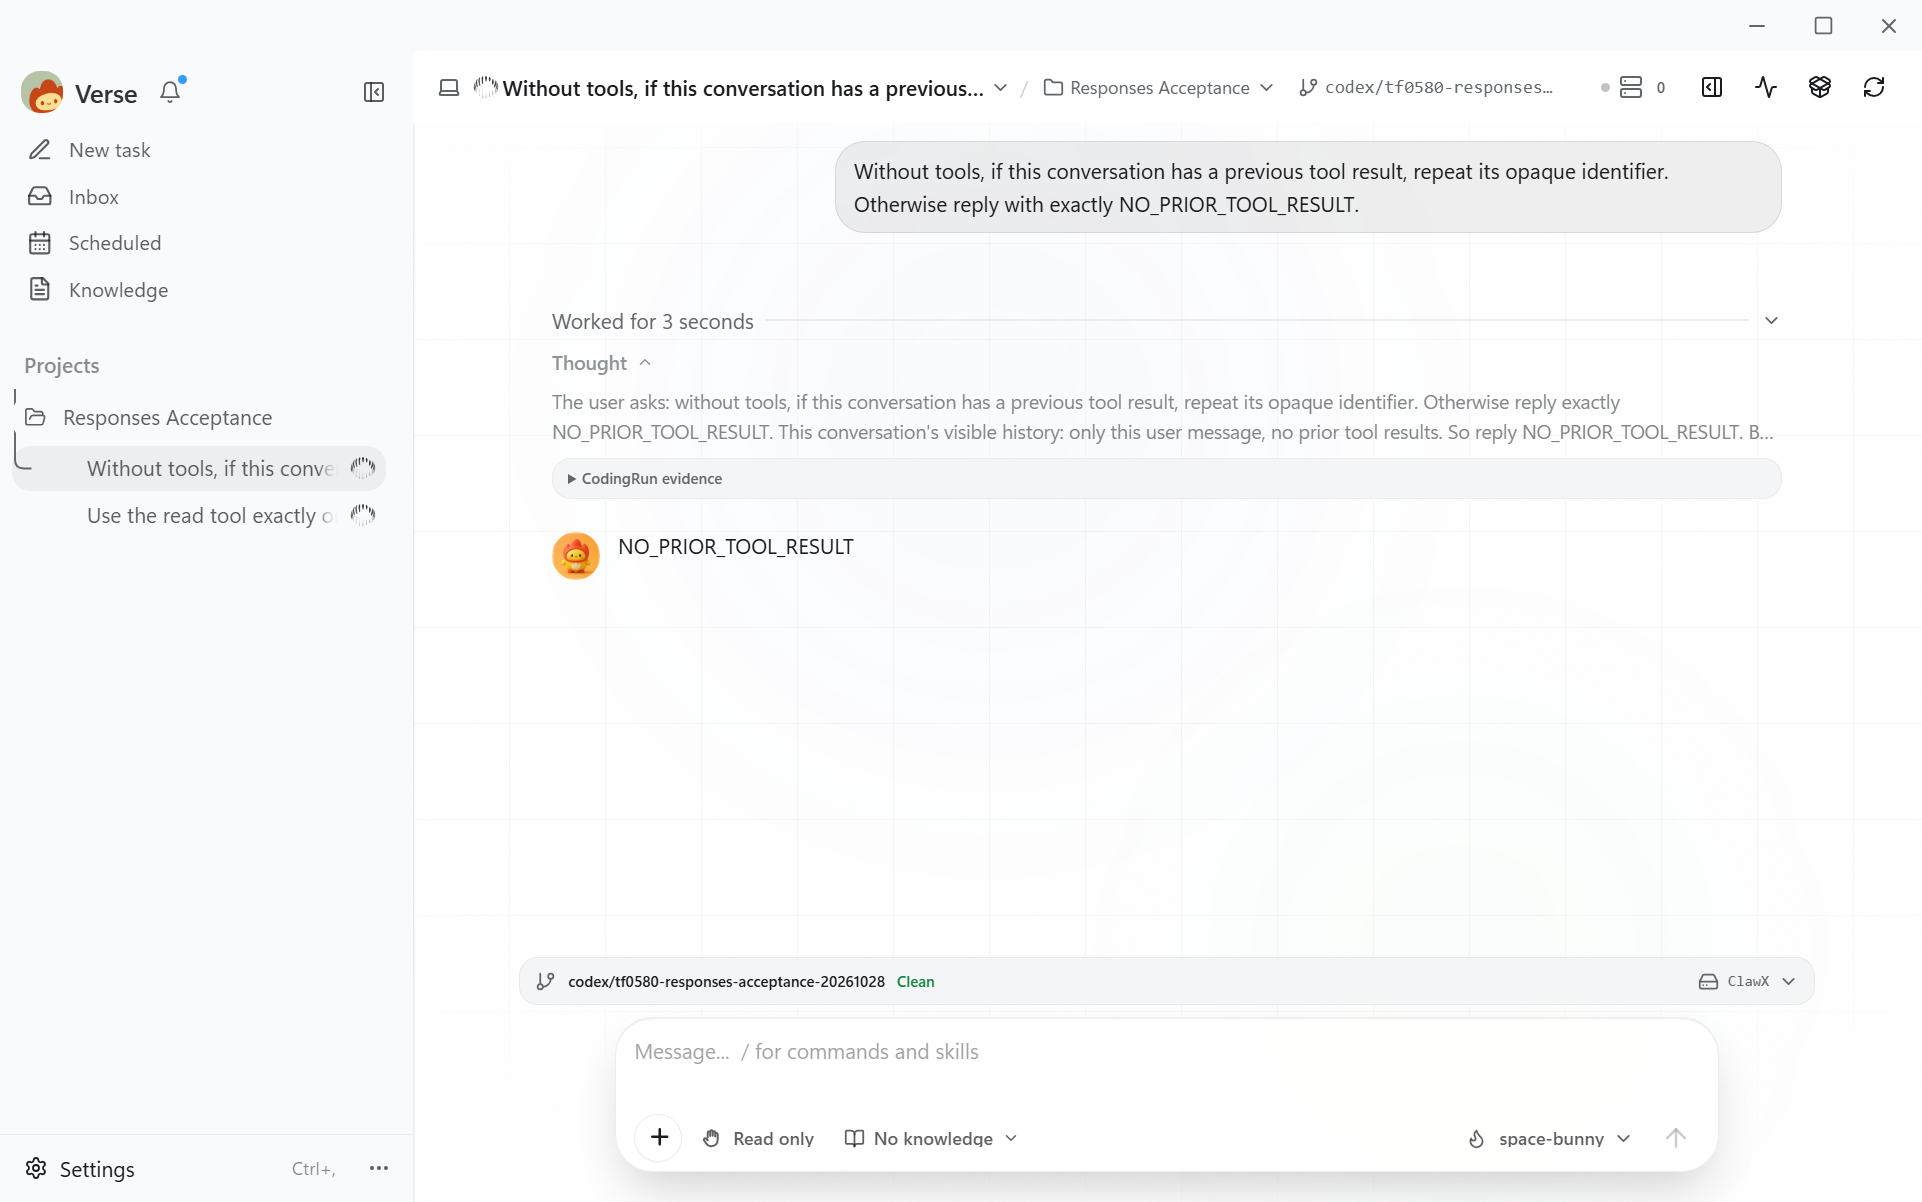 Verse
New task
Inbox
Scheduled
Knowledge
Projects
Responses Acceptance
Without tools, if this conve
Use the read tool exactly o
Settings
Ctrl+,
Without tools, if this conversation has a previous...
/
Responses Acceptance
codex/tf0580-responses…
0
Without tools, if this conversation has a previous tool result, repeat its opaque identifier.
Otherwise reply with exactly NO_PRIOR_TOOL_RESULT.
Worked for 3 seconds
Thought
The user asks: without tools, if this conversation has a previous tool result, repeat its opaque identifier. Otherwise reply exactly
NO_PRIOR_TOOL_RESULT. This conversation's visible history: only this user message, no prior tool results. So reply NO_PRIOR_TOOL_RESULT. B...
CodingRun evidence
NO_PRIOR_TOOL_RESULT
codex/tf0580-responses-acceptance-20261028 Clean
ClawX
Message... / for commands and skills
Read only
No knowledge
space-bunny